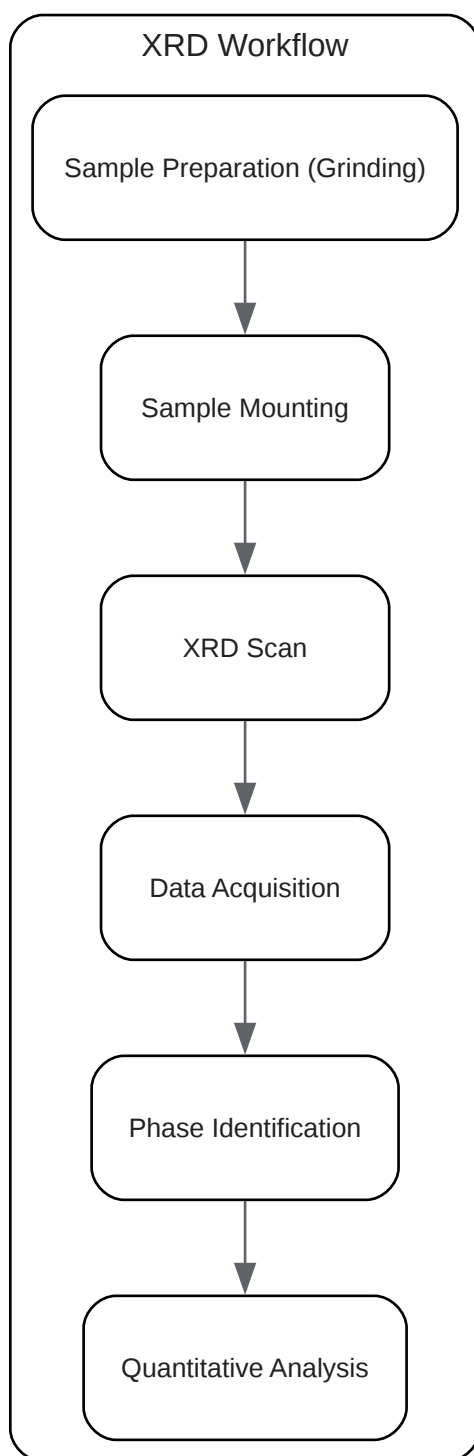 XRD Workflow
Sample Preparation (Grinding)
Sample Mounting
XRD Scan
Data Acquisition
Phase Identification
Quantitative Analysis